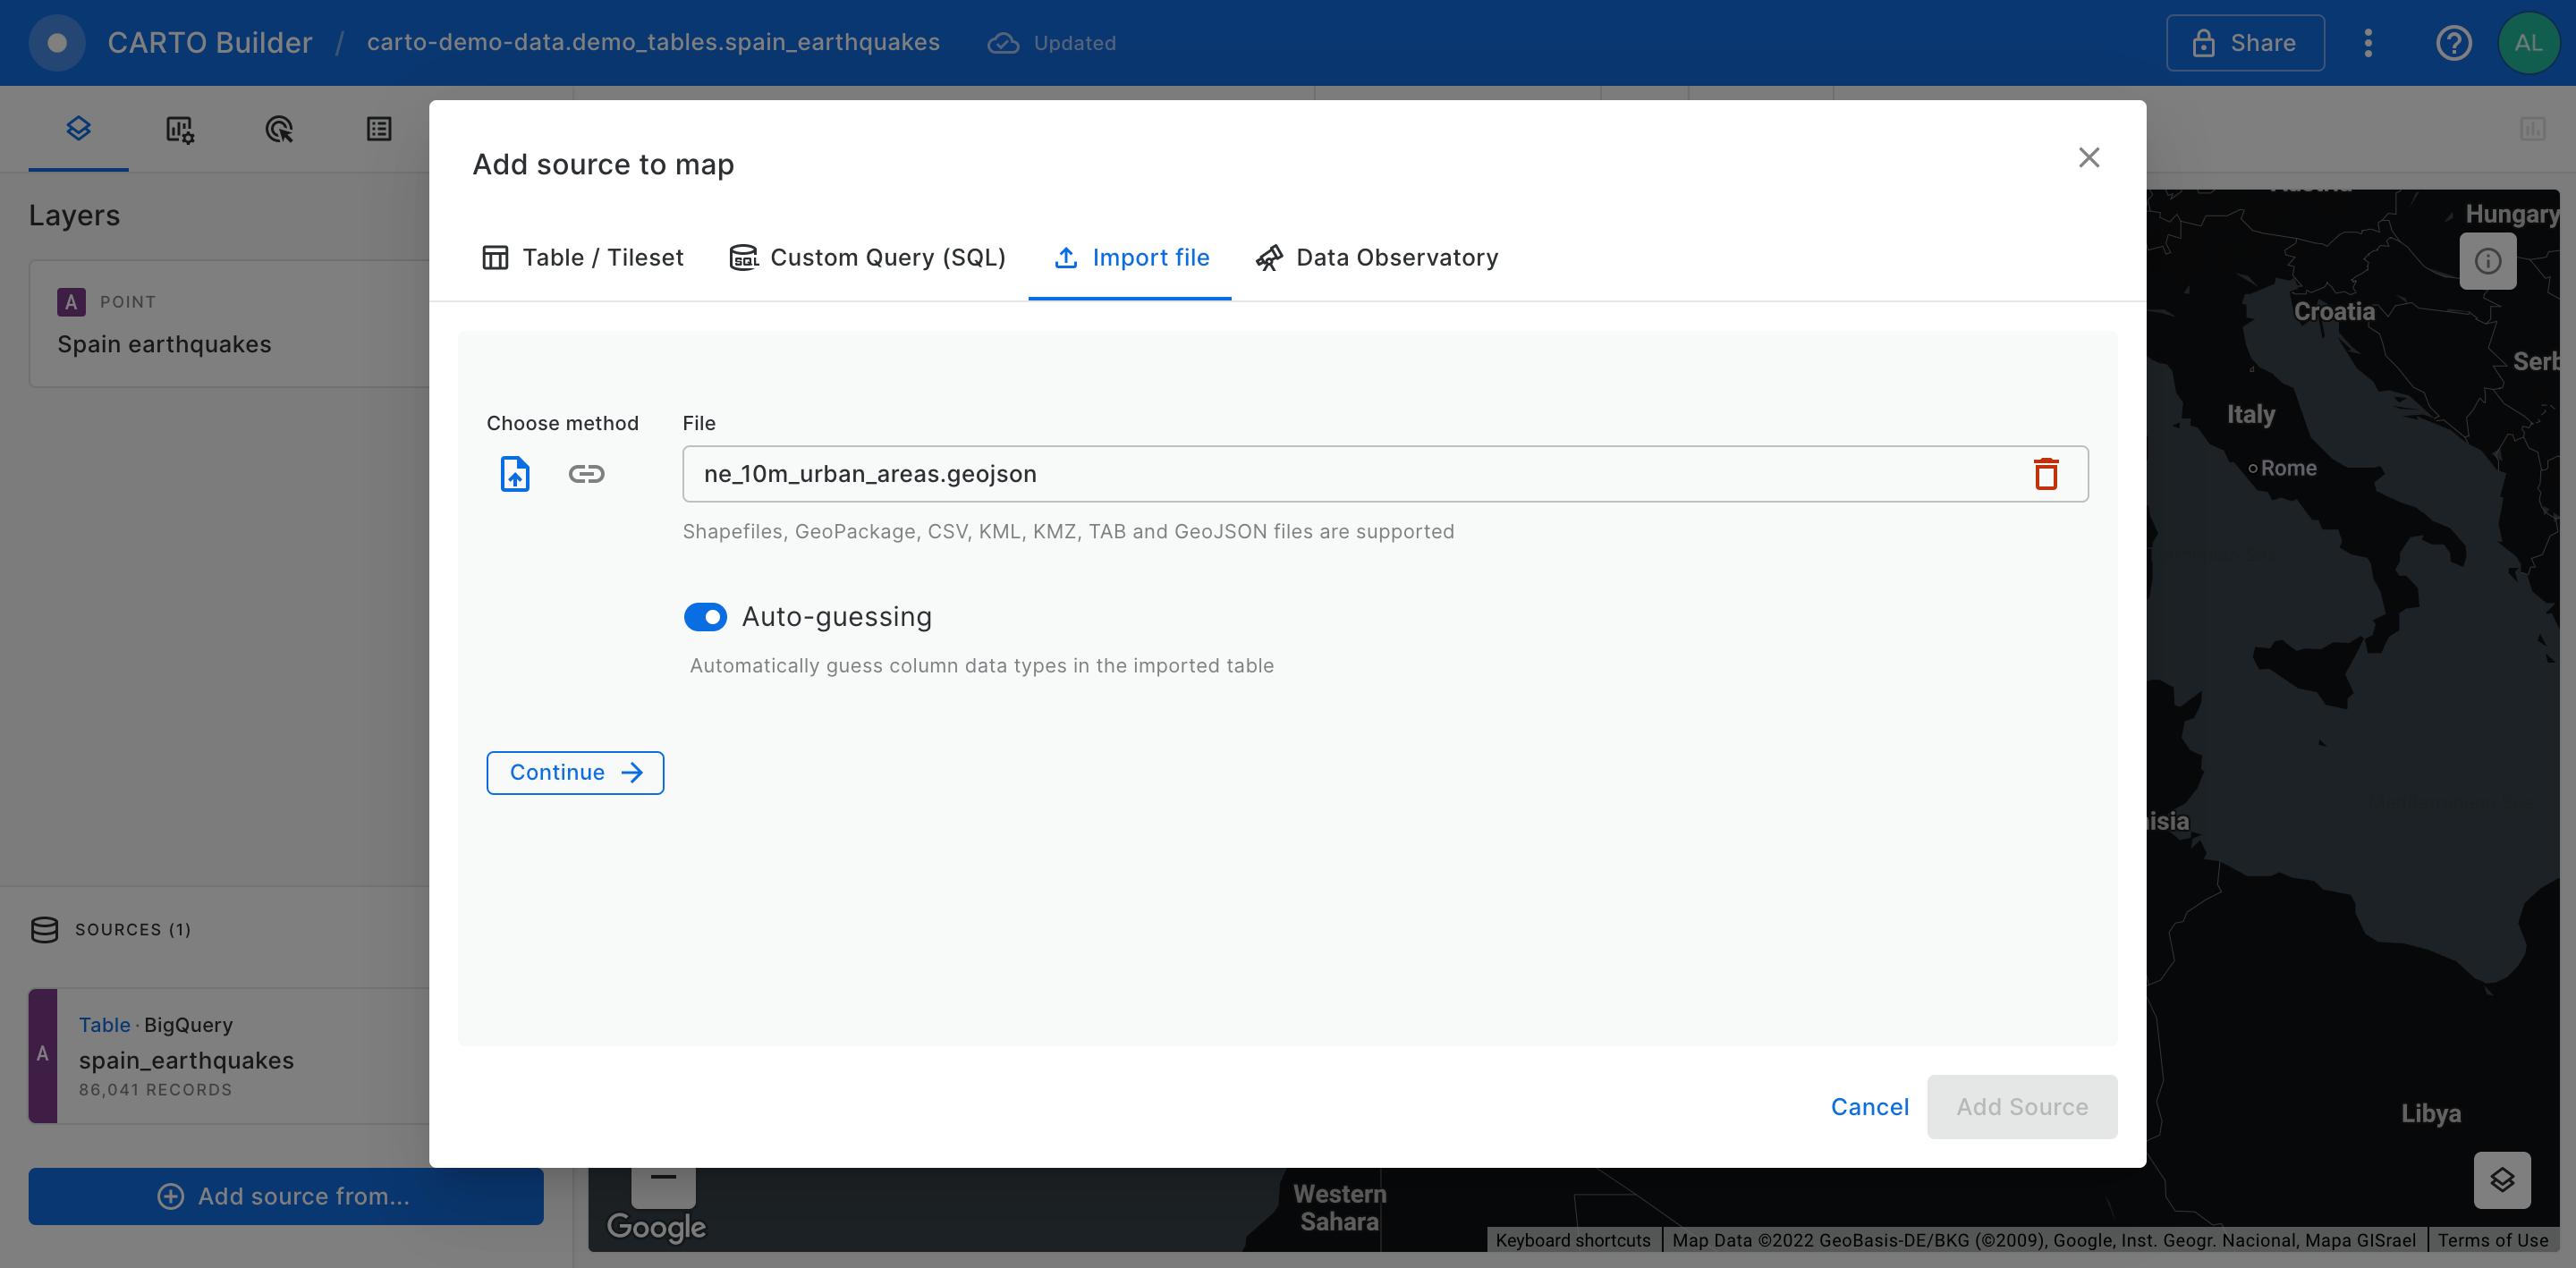 CARTO Builder / carto-demo-data.demo_tables.spain_earthquakes Updated Share AL
Layers
A POINT
Spain earthquakes
SOURCES (1)
A
Table · BigQuery
spain_earthquakes
86,041 RECORDS
Add source from...
Add source to map
Table / Tileset SQL Custom Query (SQL) Import file Data Observatory
Choose method File
ne_10m_urban_areas.geojson
Shapefiles, GeoPackage, CSV, KML, KMZ, TAB and GeoJSON files are supported
Auto-guessing
Automatically guess column data types in the imported table
Continue
Cancel Add Source
Austria
Hungary
Croatia
Serb
Italy
Rome
isia
Libya
Western
Sahara
Google
Keyboard shortcuts Map Data ©2022 GeoBasis-DE/BKG (©2009), Google, Inst. Geogr. Nacional, Mapa GISrael Terms of Use